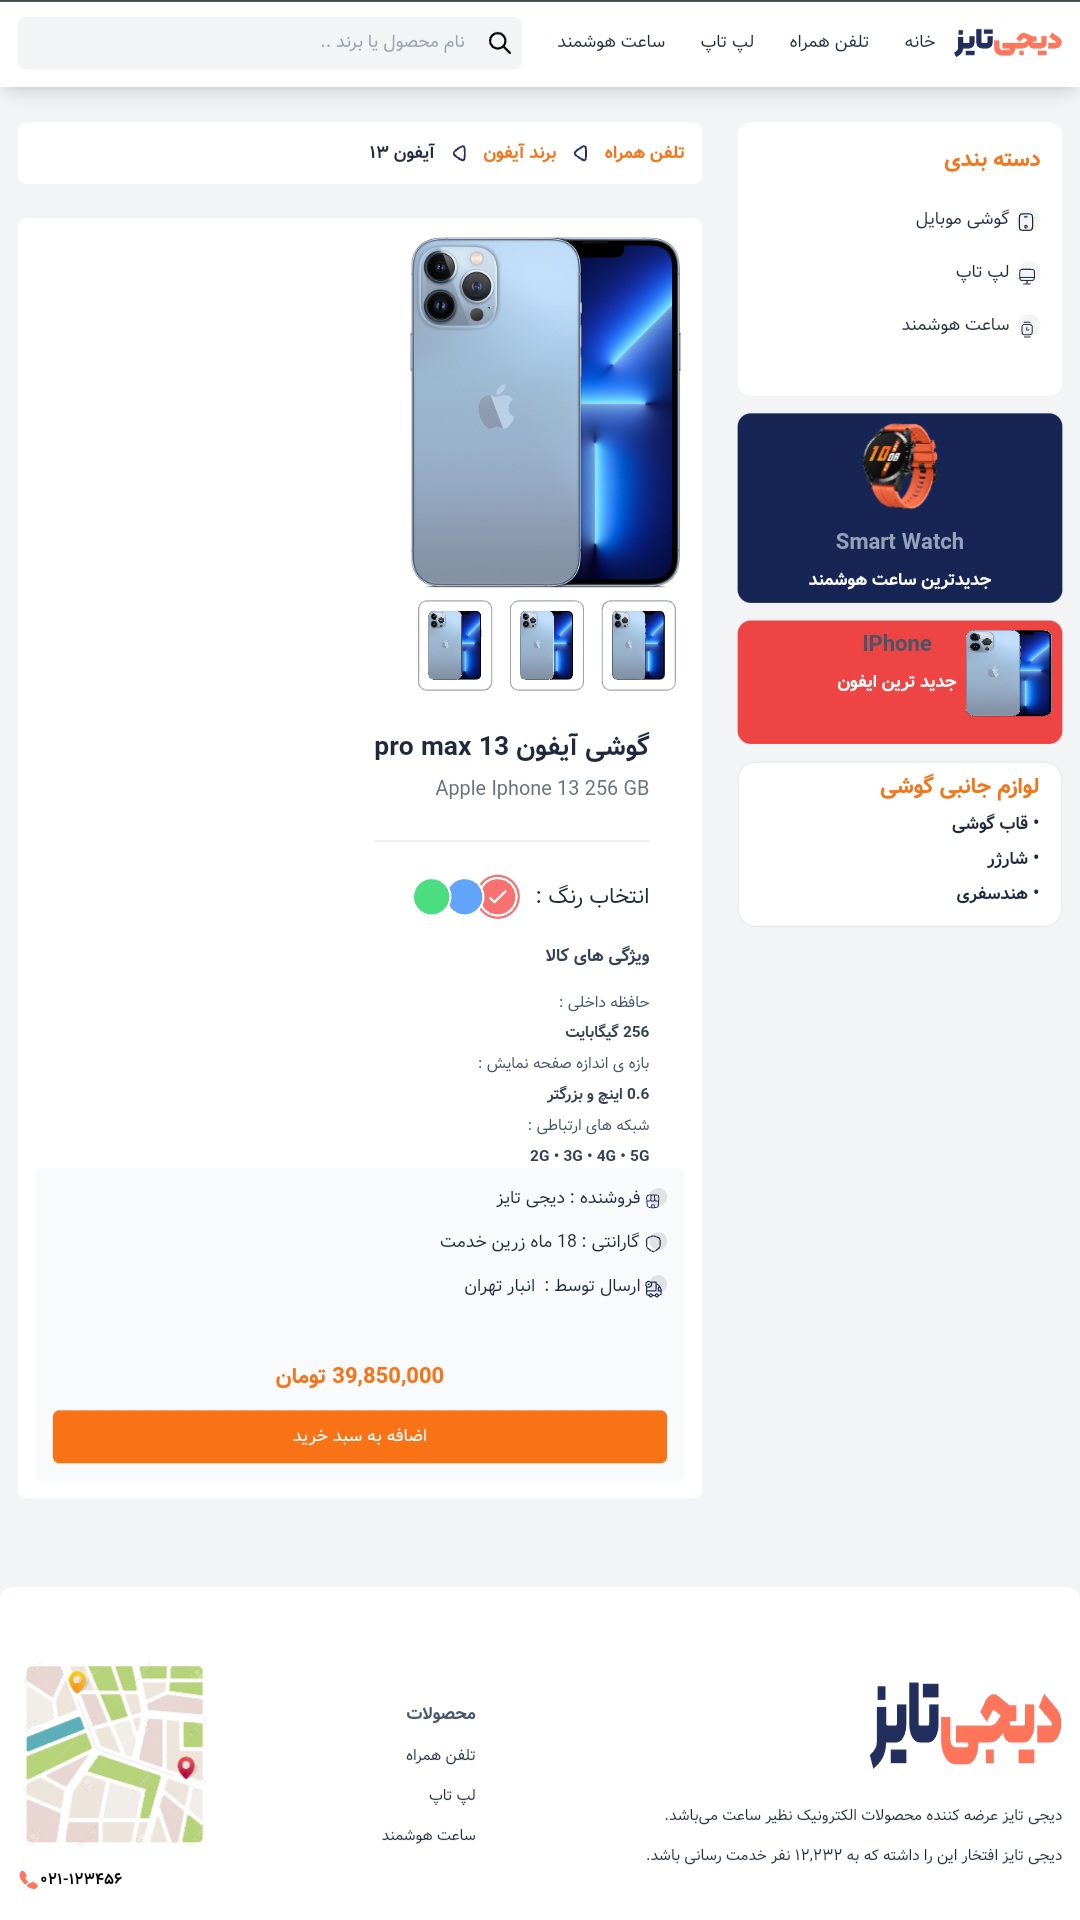 دیجی‌تایز
خانه
تلفن همراه
لپ تاپ
ساعت هوشمند
نام محصول یا برند ..
دسته بندی
گوشی موبایل
لپ تاپ
ساعت هوشمند
Smart Watch
جدیدترین ساعت هوشمند
IPhone
جدید ترین ایفون
لوازم جانبی گوشی
• قاب گوشی
• شارژر
• هندسفری
تلفن همراه
برند آیفون
آیفون ۱۳
گوشی آیفون 13 pro max
Apple Iphone 13 256 GB
انتخاب رنگ :
ویژگی های کالا
حافظه داخلی :
256 گیگابایت
بازه ی اندازه صفحه نمایش :
0.6 اینچ و بزرگتر
شبکه های ارتباطی :
2G • 3G • 4G • 5G
فروشنده : دیجی تایز
گارانتی : 18 ماه زرین خدمت
ارسال توسط : انبار تهران
39,850,000 تومان
اضافه به سبد خرید
دیجی‌تایز
دیجی تایز عرضه کننده محصولات الکترونیک نظیر ساعت می‌باشد.
دیجی تایز افتخار این را داشته که به ۱۲,۲۳۲ نفر خدمت رسانی باشد.
محصولات
تلفن همراه
لپ تاپ
ساعت هوشمند
۰۲۱-۱۲۳۴۵۶